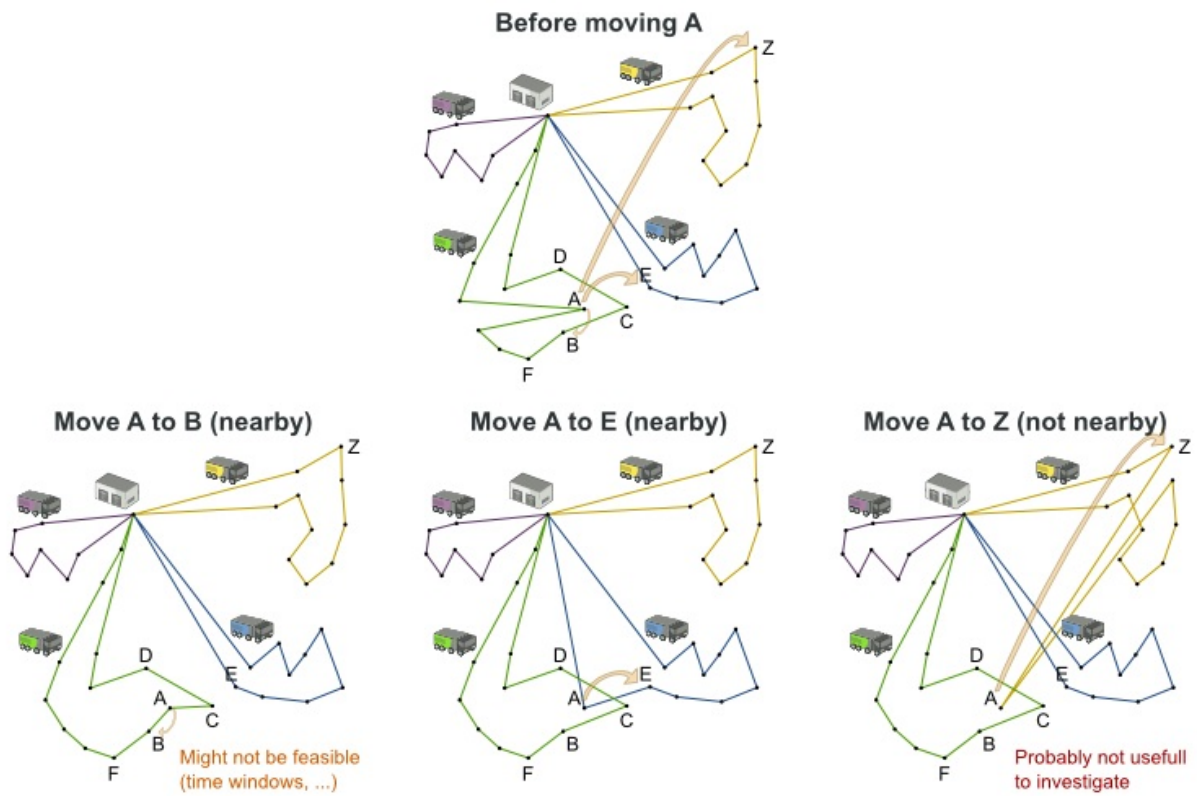 Before moving A
Z
D
E
A
C
B
F
Move A to B (nearby)
Z
D
E
A
C
B
F
Might not be feasible
(time windows, ...)
Move A to E (nearby)
Z
D
E
A
C
B
F
Move A to Z (not nearby)
Z
D
E
A
C
B
F
Probably not usefull
to investigate